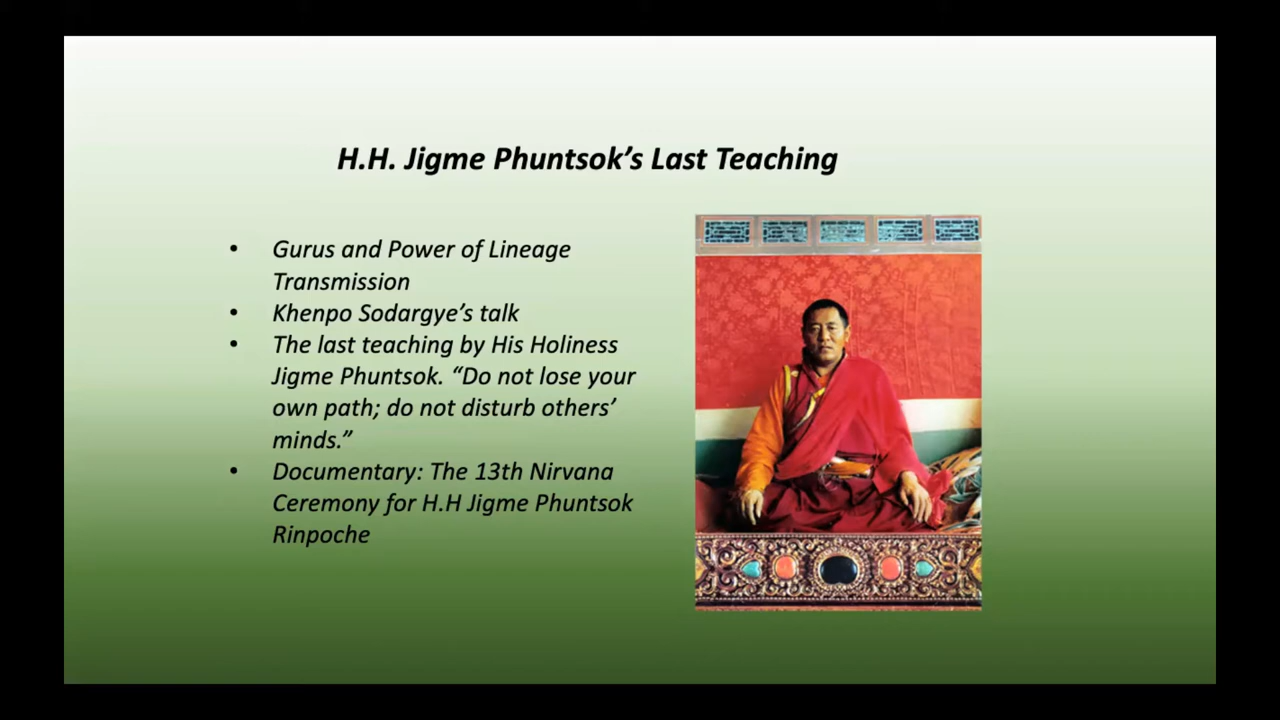 H.H. Jigme Phuntsok’s Last Teaching
• Gurus and Power of Lineage
Transmission
• Khenpo Sodargye’s talk
• The last teaching by His Holiness
Jigme Phuntsok. “Do not lose your
own path; do not disturb others’
minds.”
• Documentary: The 13th Nirvana
Ceremony for H.H Jigme Phuntsok
Rinpoche